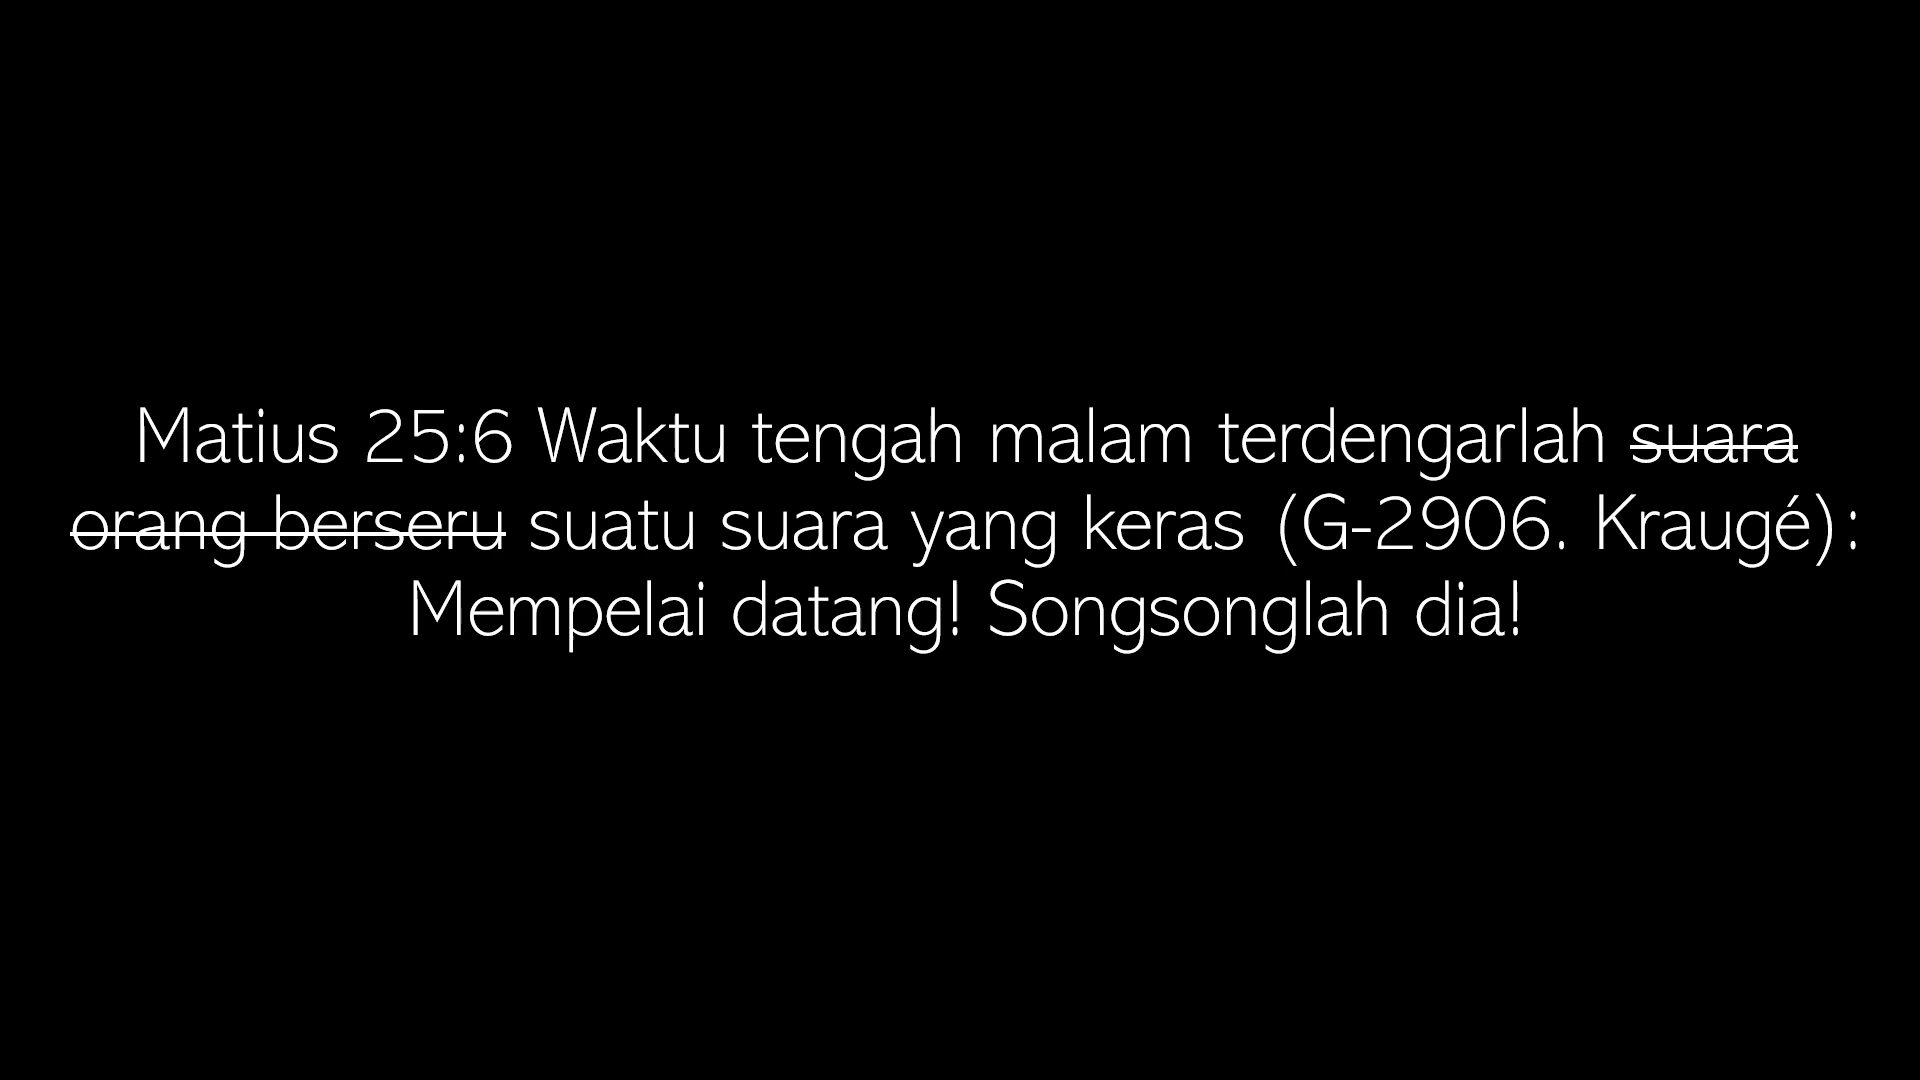 Matius 25:6 Waktu tengah malam terdengarlah suara
orang berseru suatu suara yang keras (G-2906. Kraugé):
Mempelai datang! Songsonglah dia!